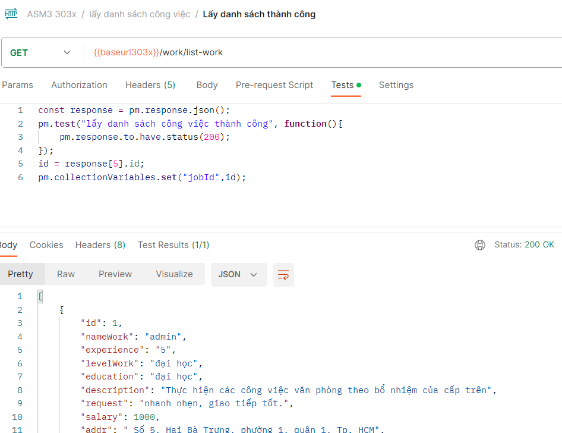 HTTP ASM3 303x / lấy danh sách công việc / Lấy danh sách thành công
GET {{baseurl303x}}/work/list-work
Params Authorization Headers (5) Body Pre-request Script Tests Settings
1 const response = pm.response.json();
2 pm.test("lấy danh sách công việc thành công", function(){
3 pm.response.to.have.status(200);
4 });
5 id = response[5].id;
6 pm.collectionVariables.set("jobId",id);
Body Cookies Headers (8) Test Results (1/1) Status: 200 OK
Pretty Raw Preview Visualize JSON
1 [
2 {
3 "id": 1,
4 "nameWork": "admin",
5 "experience": "5",
6 "levelWork": "đại học",
7 "education": "đại học",
8 "description": "Thực hiện các công việc văn phòng theo bổ nhiệm của cấp trên",
9 "request": "nhanh nhẹn, giao tiếp tốt.",
10 "salary": 1000,
11 "addr": " Số 5, Hai Bà Trưng, phường 1, quận 1, Tp. HCM",